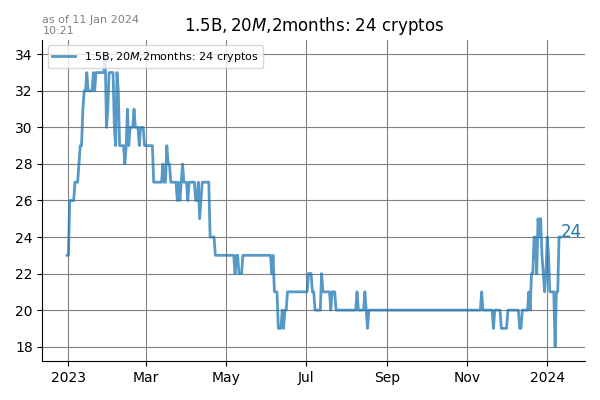 as of 11 Jan 2024
10:21
1.5B, 20M,2months: 24 cryptos
1.5B, 20M,2months: 24 cryptos
34
32
30
28
26
24
22
20
18
24
2023
Mar
May
Jul
Sep
Nov
2024